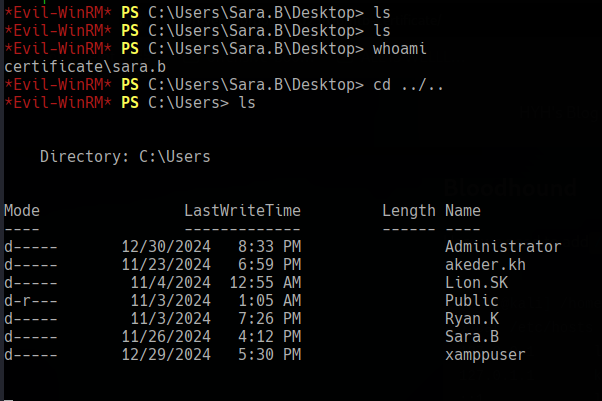 *Evil-WinRM* PS C:\Users\Sara.B\Desktop> ls
*Evil-WinRM* PS C:\Users\Sara.B\Desktop> ls
*Evil-WinRM* PS C:\Users\Sara.B\Desktop> whoami
certificate\sara.b
*Evil-WinRM* PS C:\Users\Sara.B\Desktop> cd ../..
*Evil-WinRM* PS C:\Users> ls
Directory: C:\Users
Mode                LastWriteTime         Length Name
----                -------------         ------ ----
d-----       12/30/2024   8:33 PM                Administrator
d-----       11/23/2024   6:59 PM                akeder.kh
d-----        11/4/2024  12:55 AM                Lion.SK
d-r---        11/3/2024   1:05 AM                Public
d-----        11/3/2024   7:26 PM                Ryan.K
d-----       11/26/2024   4:12 PM                Sara.B
d-----       12/29/2024   5:30 PM                xamppuser